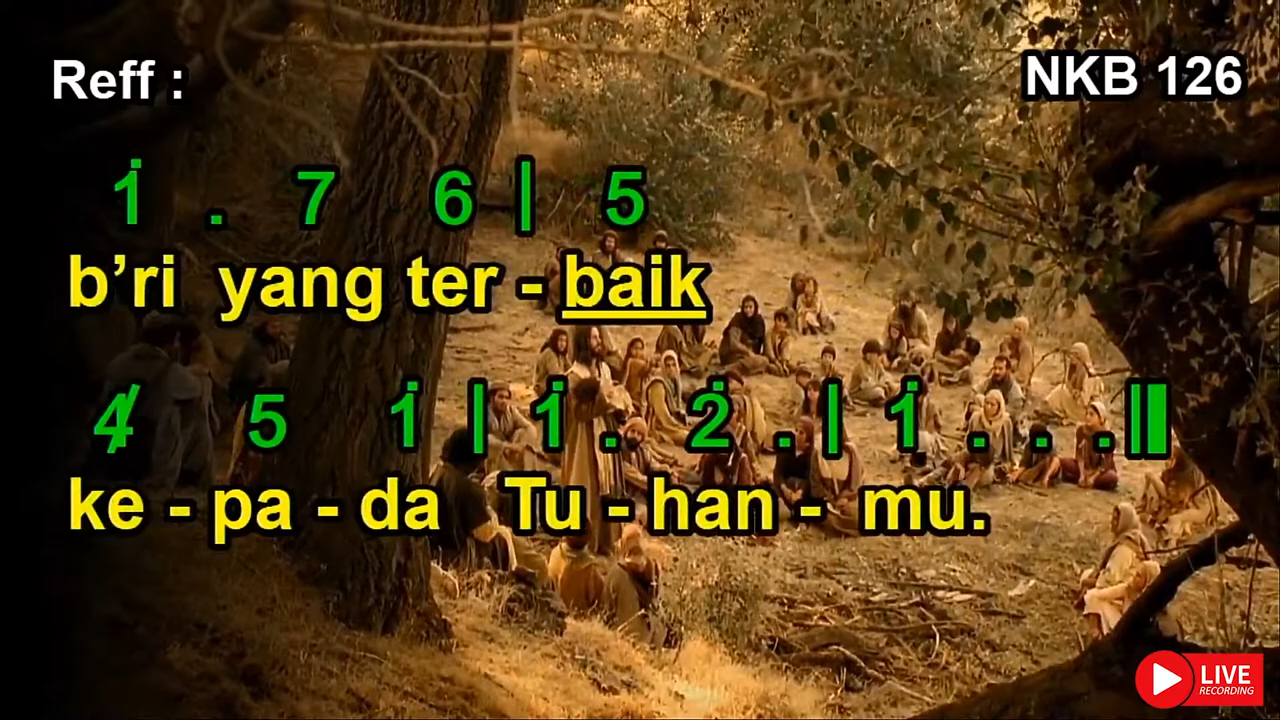 Reff :
NKB 126
1̇ . 7 6 | 5
b’ri yang ter - baik
4̸ 5 1̇ | 1̇ . 2̇ . | 1̇ . . . ||
ke - pa - da Tu - han - mu.
LIVE
RECORDING